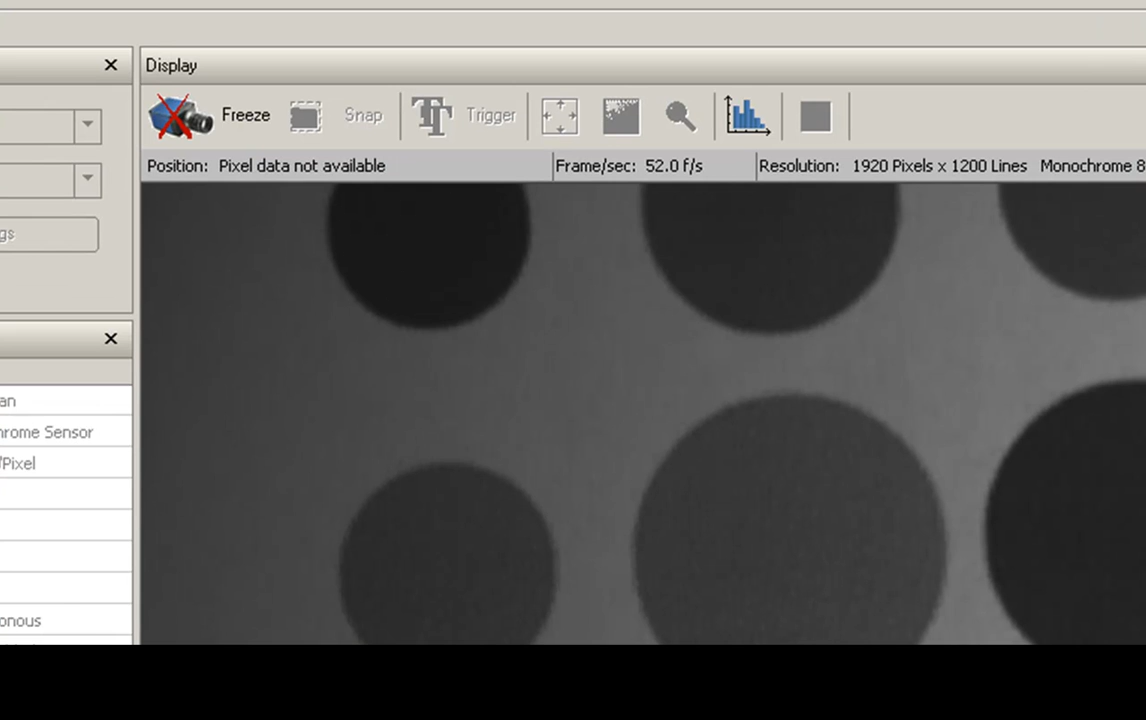 Display
Freeze Snap Trigger
Position: Pixel data not available Frame/sec: 52.0 f/s Resolution: 1920 Pixels x 1200 Lines Monochrome 8
gs
an
hrome Sensor
/Pixel
onous